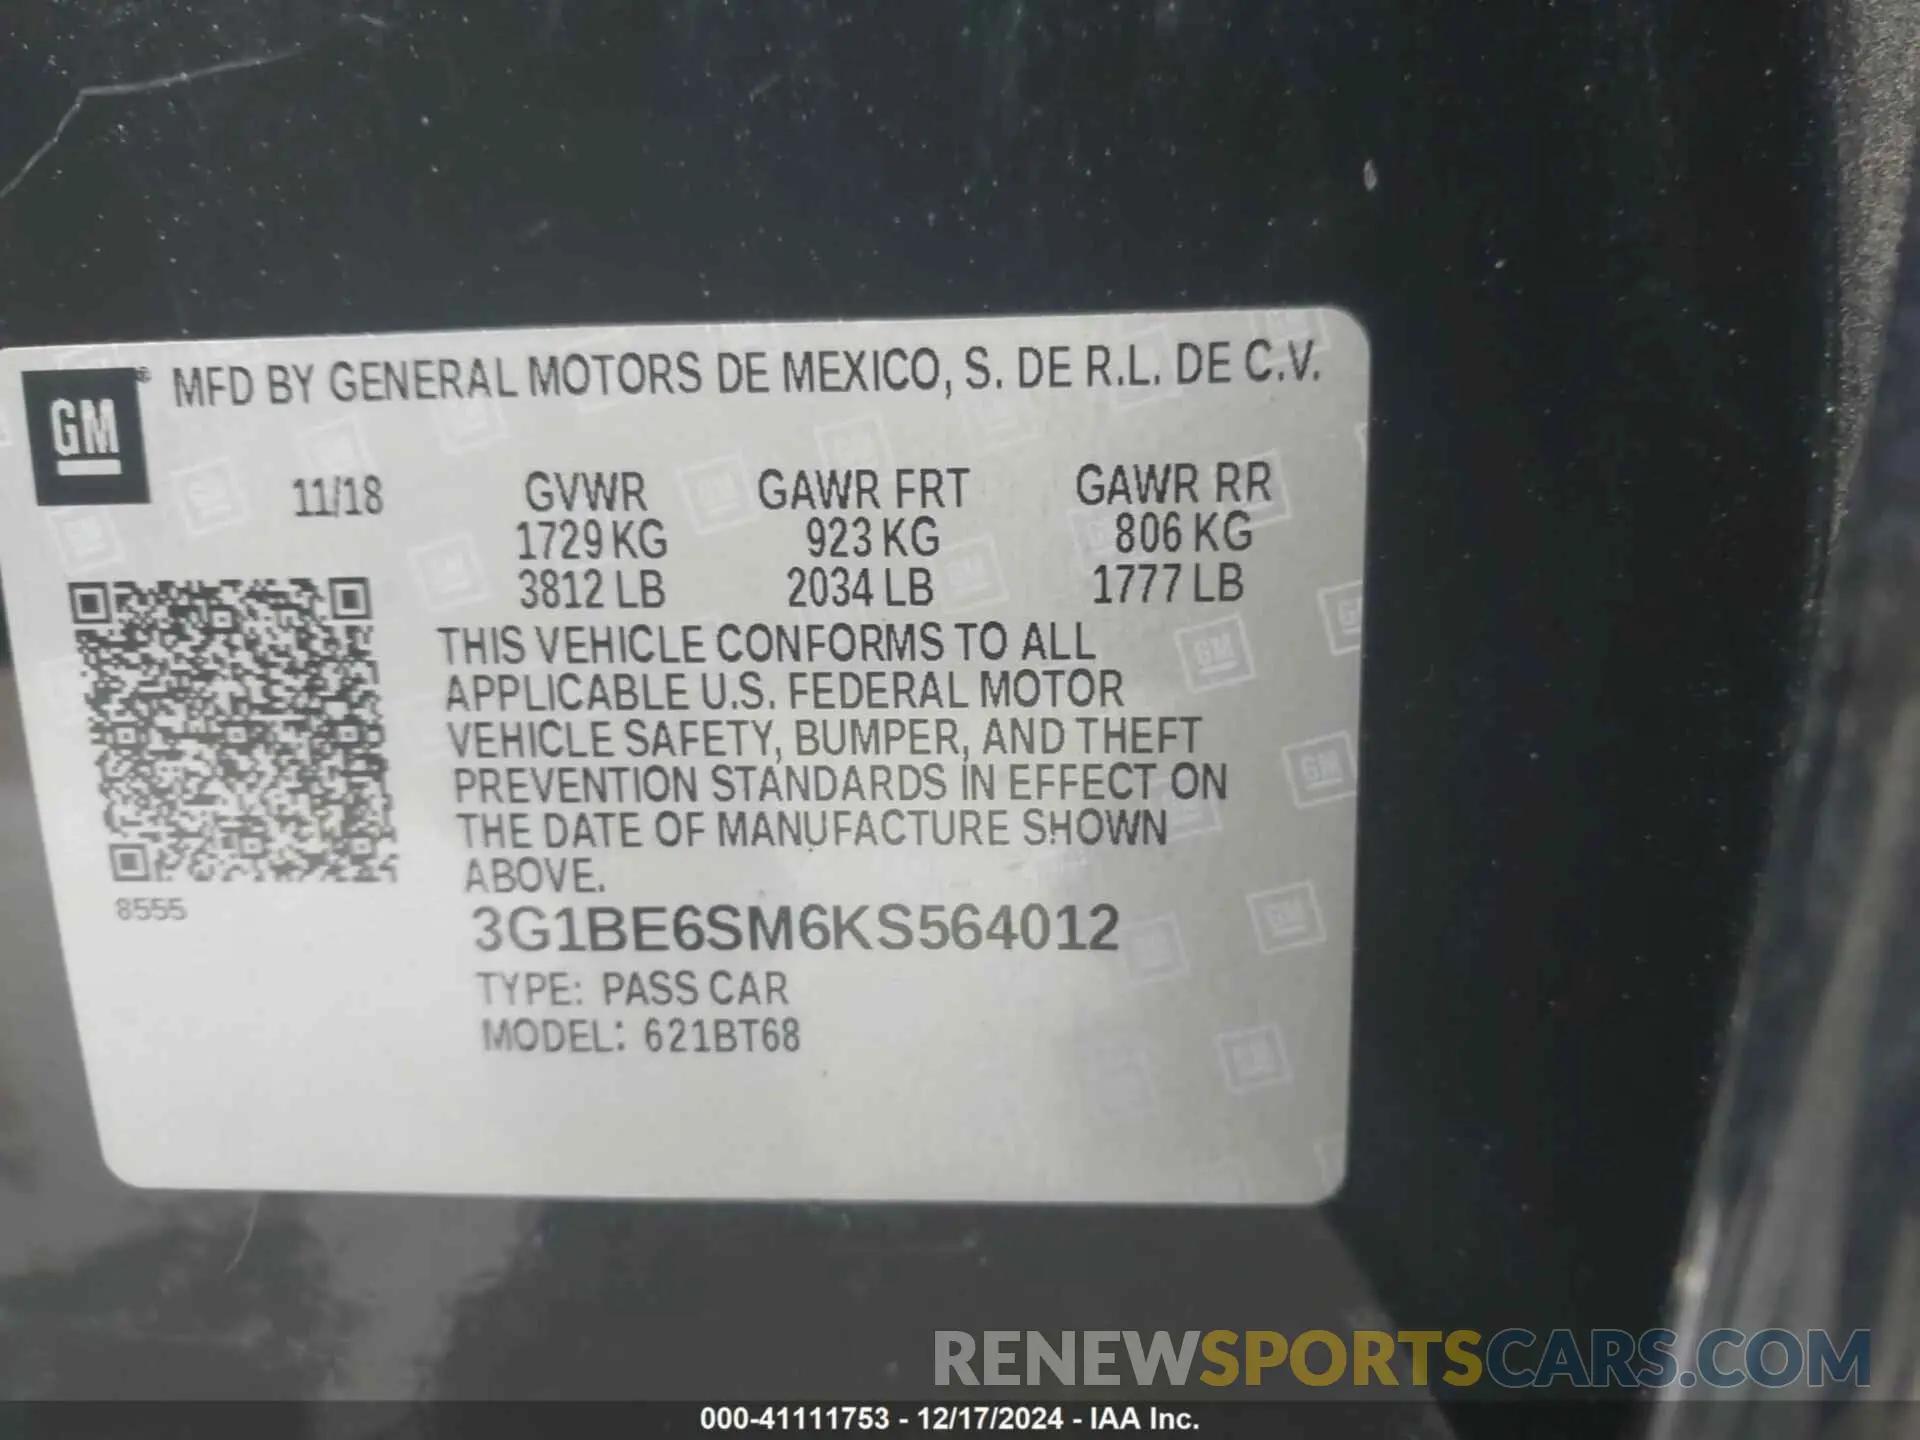 GM ® MFD BY GENERAL MOTORS DE MEXICO, S. DE R.L. DE C.V.
11/18 GVWR GAWR FRT GAWR RR
1729 KG 923 KG 806 KG
3812 LB 2034 LB 1777 LB
THIS VEHICLE CONFORMS TO ALL
APPLICABLE U.S. FEDERAL MOTOR
VEHICLE SAFETY, BUMPER, AND THEFT
PREVENTION STANDARDS IN EFFECT ON
THE DATE OF MANUFACTURE SHOWN
ABOVE.
8555
3G1BE6SM6KS564012
TYPE: PASS CAR
MODEL: 621BT68
RENEWSPORTSCARS.COM
000-41111753 - 12/17/2024 - IAA Inc.